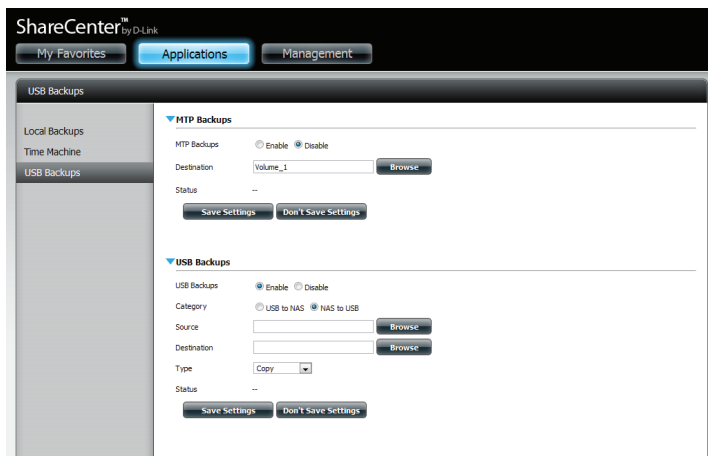 ShareCenter™ by D-Link
My Favorites Applications Management
USB Backups
Local Backups
Time Machine
USB Backups
MTP Backups
MTP Backups Enable Disable
Destination Volume_1 Browse
Status --
Save Settings Don't Save Settings
USB Backups
USB Backups Enable Disable
Category USB to NAS NAS to USB
Source Browse
Destination Browse
Type Copy
Status --
Save Settings Don't Save Settings